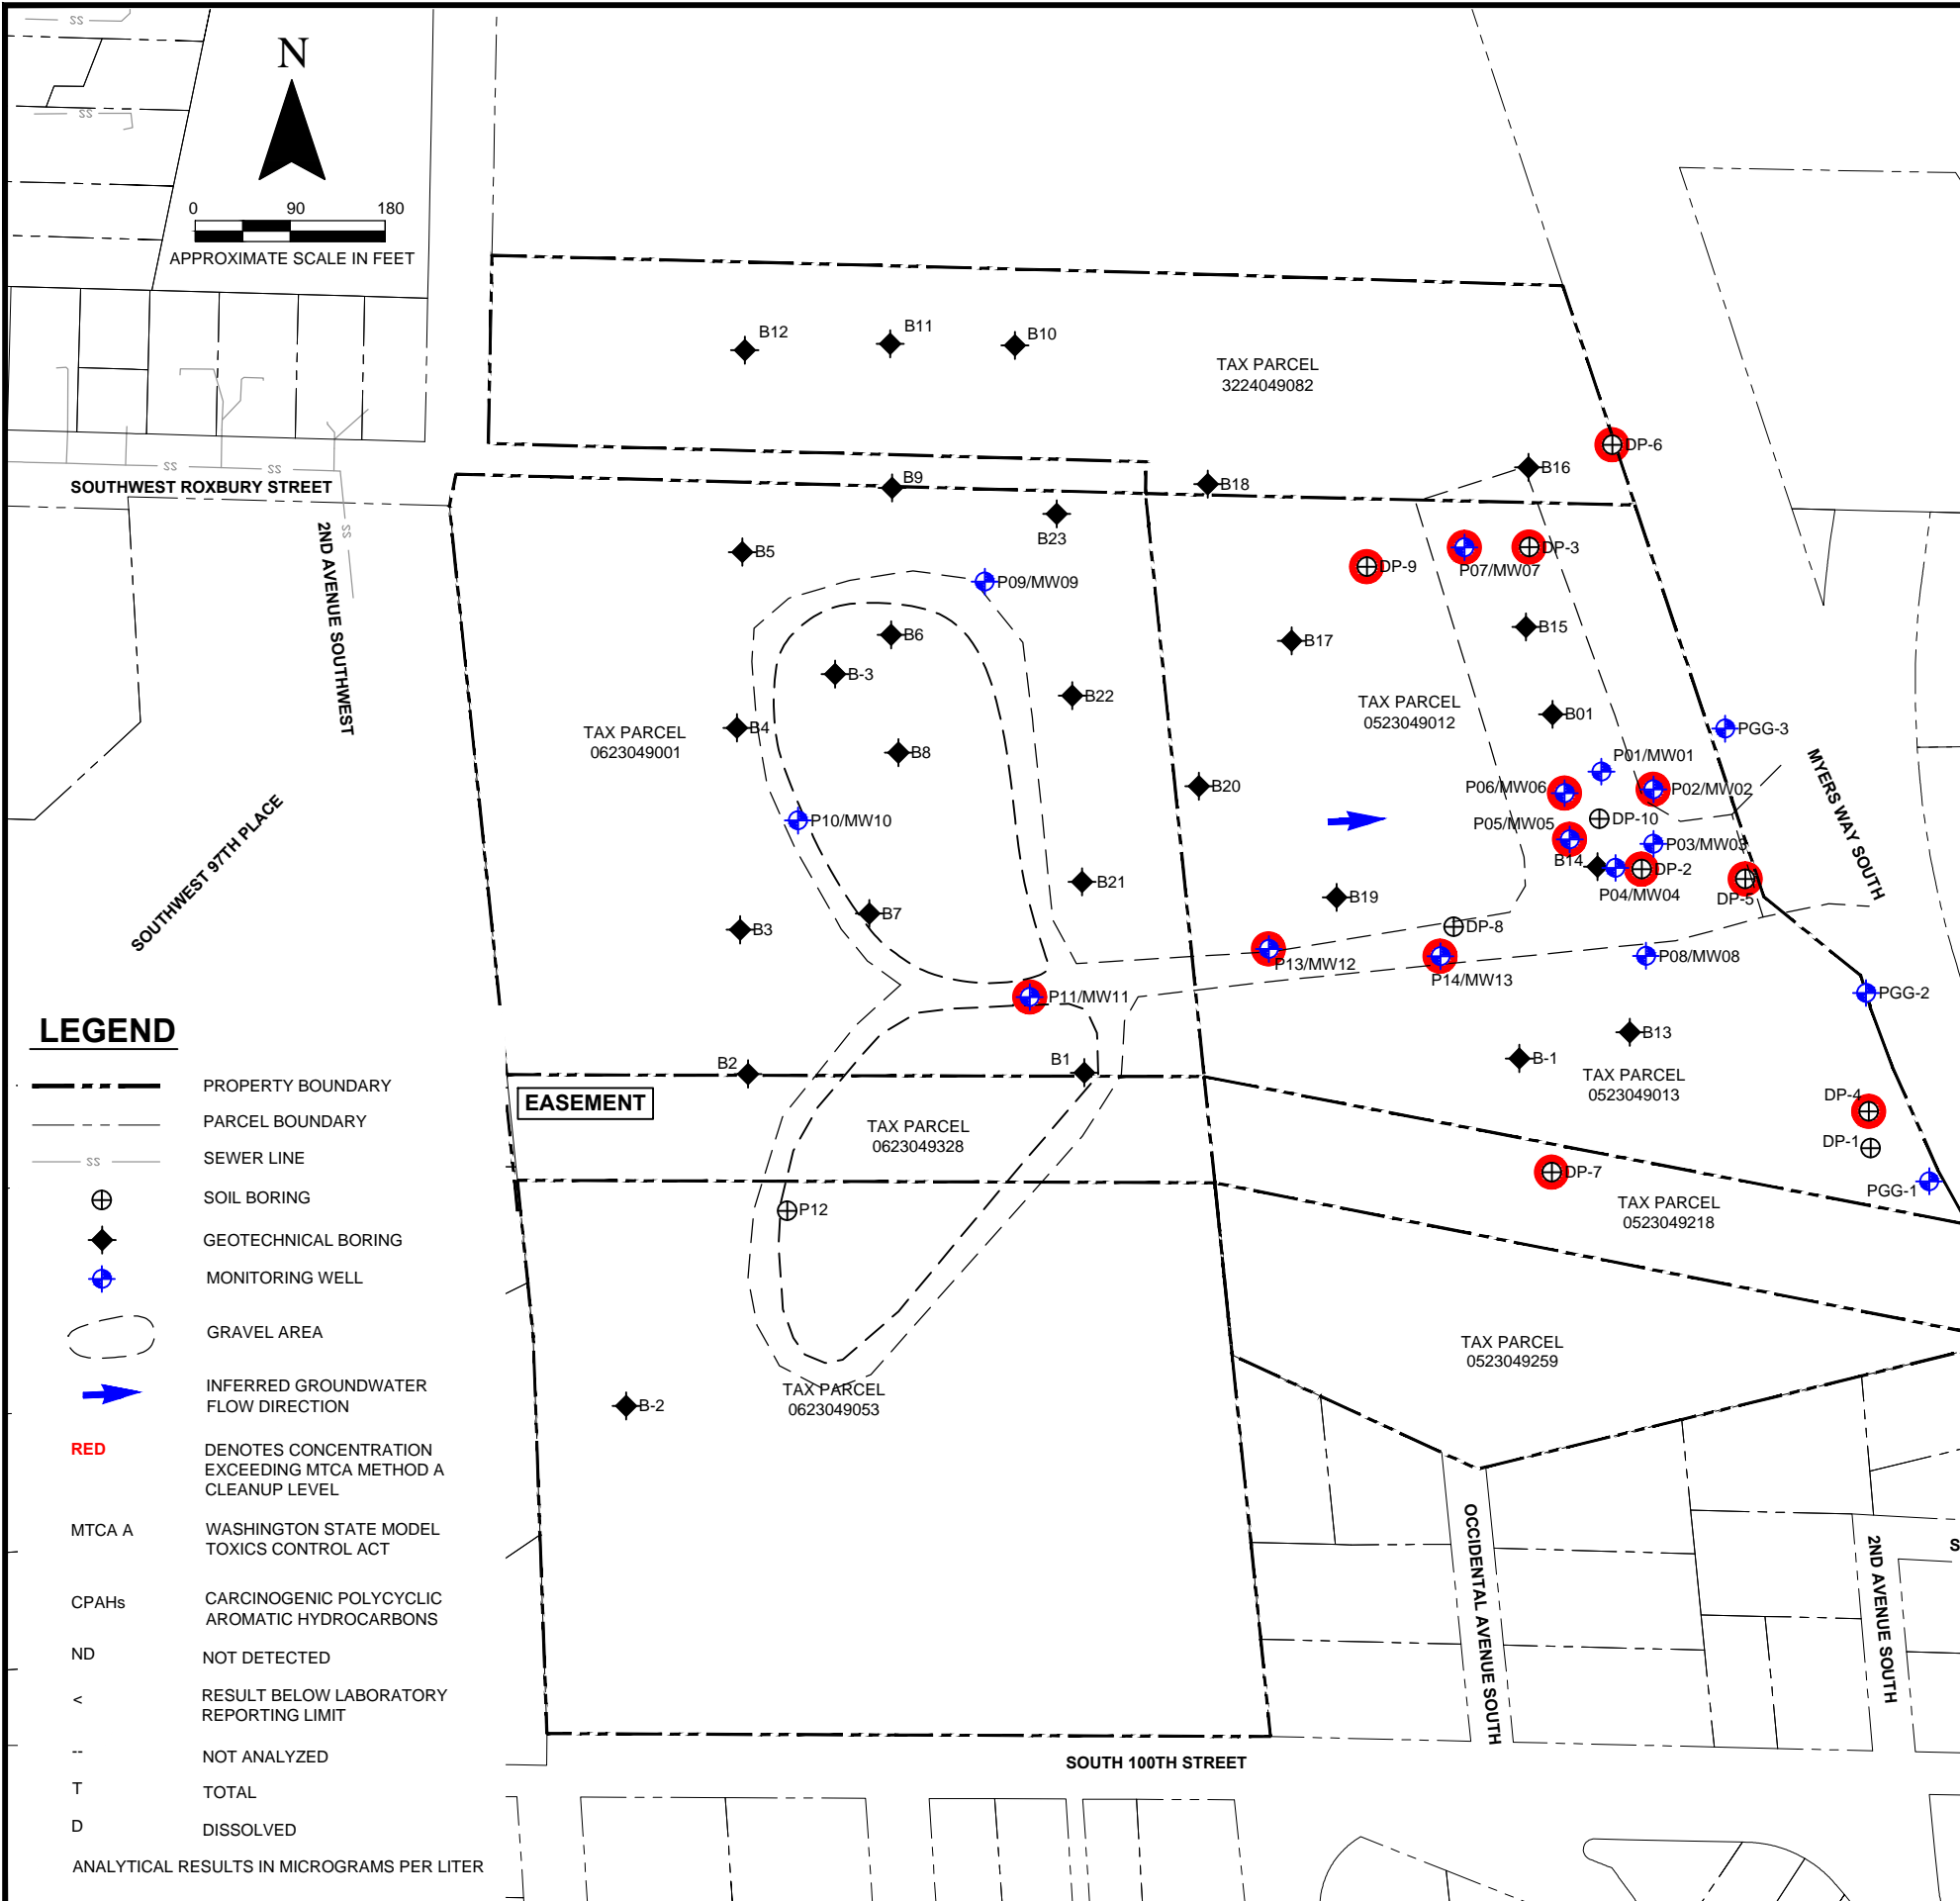 SS
N
SS
0 90 180
APPROXIMATE SCALE IN FEET
B12
B11
B10
TAX PARCEL
3224049082
DP-6
SS
SS
B16
B9
B18
SOUTHWEST ROXBURY STREET
SS
2ND AVENUE SOUTHWEST
B23
B5
DP-3
DP-9
P07/MW07
P09/MW09
B6
B15
B17
B-3
B22
TAX PARCEL
0523049012
B01
TAX PARCEL
0623049001
B4
B8
PGG-3
P01/MW01
MYERS WAY SOUTH
B20
P06/MW06
P02/MW02
SOUTHWEST 97TH PLACE
P10/MW10
DP-10
P05/MW05
P03/MW03
B14
DP-2
B21
P04/MW04
DP-5
B19
B7
B3
DP-8
P13/MW12
P14/MW13
P08/MW08
P11/MW11
PGG-2
B13
B2
B1
B-1
TAX PARCEL
0523049013
DP-4
DP-1
EASEMENT
TAX PARCEL
0623049328
DP-7
PGG-1
P12
TAX PARCEL
0523049218
TAX PARCEL
0523049259
TAX PARCEL
0623049053
B-2
OCCIDENTAL AVENUE SOUTH
2ND AVENUE SOUTH
S
SOUTH 100TH STREET
LEGEND
PROPERTY BOUNDARY
PARCEL BOUNDARY
SS SEWER LINE
SOIL BORING
GEOTECHNICAL BORING
MONITORING WELL
GRAVEL AREA
INFERRED GROUNDWATER
FLOW DIRECTION
RED DENOTES CONCENTRATION
EXCEEDING MTCA METHOD A
CLEANUP LEVEL
MTCA A WASHINGTON STATE MODEL
TOXICS CONTROL ACT
CPAHs CARCINOGENIC POLYCYCLIC
AROMATIC HYDROCARBONS
ND NOT DETECTED
< RESULT BELOW LABORATORY
REPORTING LIMIT
-- NOT ANALYZED
T TOTAL
D DISSOLVED
ANALYTICAL RESULTS IN MICROGRAMS PER LITER